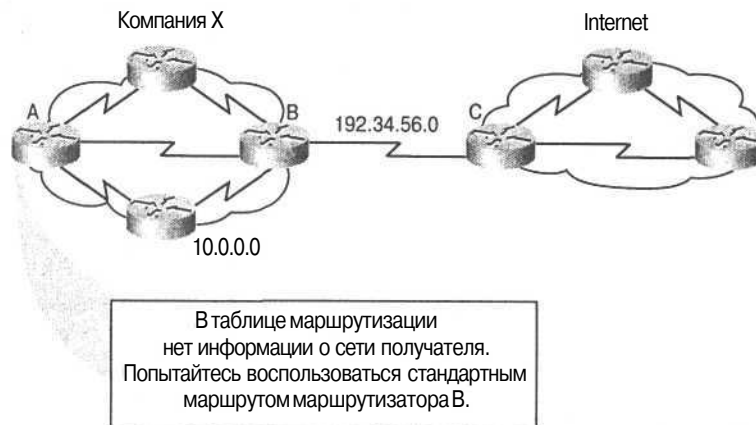 Компания X
Internet
A
B
192.34.56.0
C
10.0.0.0
В таблице маршрутизации
нет информации о сети получателя.
Попытайтесь воспользоваться стандартным
маршрутом маршрутизатора В.